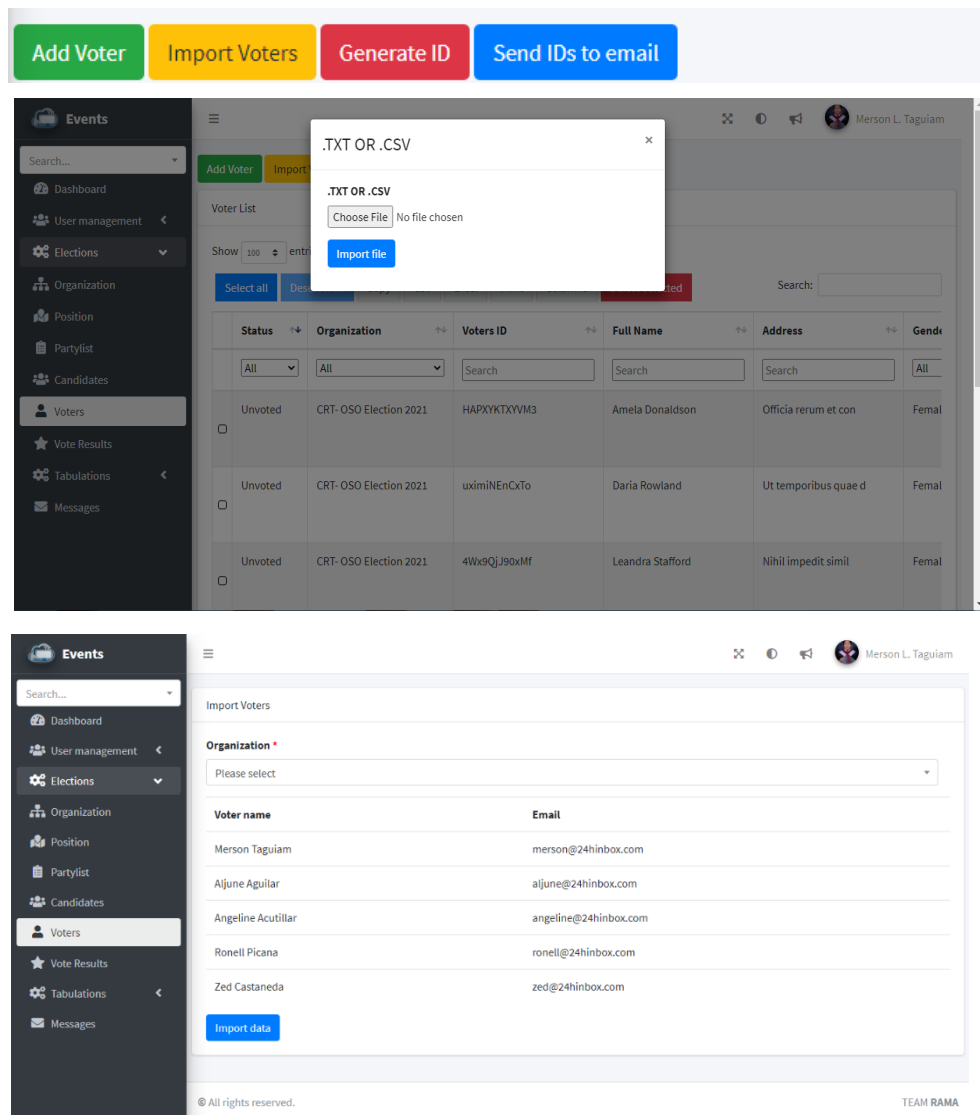 Add Voter Import Voters Generate ID Send IDs to email
Events
Merson L. Taguiam
Search...
Dashboard
User management
Elections
Organization
Position
Partylist
Candidates
Voters
Vote Results
Tabulations
Messages
.TXT OR .CSV ×
.TXT OR .CSV
Choose File No file chosen
Import file
Add Voter Import
Voter List
Show 100 entri
Select all Des
Search:
Status Organization Voters ID Full Name Address Gende
All All Search Search Search All
Unvoted CRT- OSO Election 2021 HAPXYKTXYVM3 Amela Donaldson Officia rerum et con Femal
Unvoted CRT- OSO Election 2021 uximiNEnCxTo Daria Rowland Ut temporibus quae d Femal
Unvoted CRT- OSO Election 2021 4Wx9QjJ90xMf Leandra Stafford Nihil impedit simil Femal
Events
Merson L. Taguiam
Search...
Dashboard
User management
Elections
Organization
Position
Partylist
Candidates
Voters
Vote Results
Tabulations
Messages
Import Voters
Organization *
Please select
Voter name Email
Merson Taguiam merson@24hinbox.com
Aljune Aguilar aljune@24hinbox.com
Angeline Acutillar angeline@24hinbox.com
Ronell Picana ronell@24hinbox.com
Zed Castaneda zed@24hinbox.com
Import data
© All rights reserved. TEAM RAMA